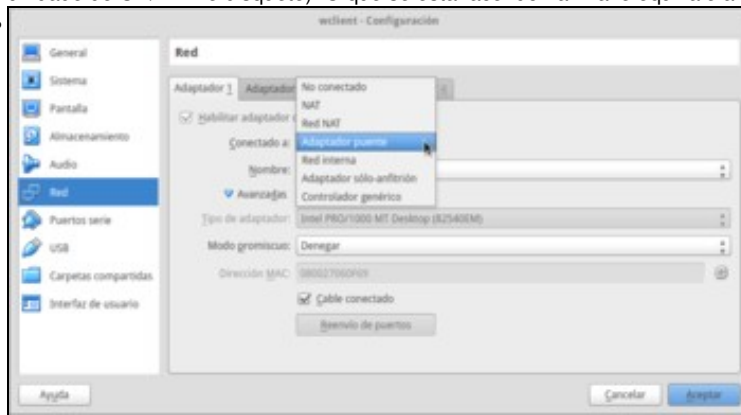 wclient - Configuración
General
Sistema
Pantalla
Almacenamiento
Audio
Red
Puertos serie
USB
Carpetas compartidas
Interfaz de usuario
Red
Adaptador 1
Adaptador
Habilitar adaptador
Conectado a:
No conectado
NAT
Red NAT
Adaptador puente
Red interna
Adaptador sólo anfitrión
Controlador genérico
Nombre:
Avanzadas
Tipo de adaptador: Intel PRO/1000 MT Desktop (82540EM)
Modo promiscuo: Denegar
Dirección MAC:
Cable conectado
Reenvío de puertos
Ayuda
Cancelar
Aceptar